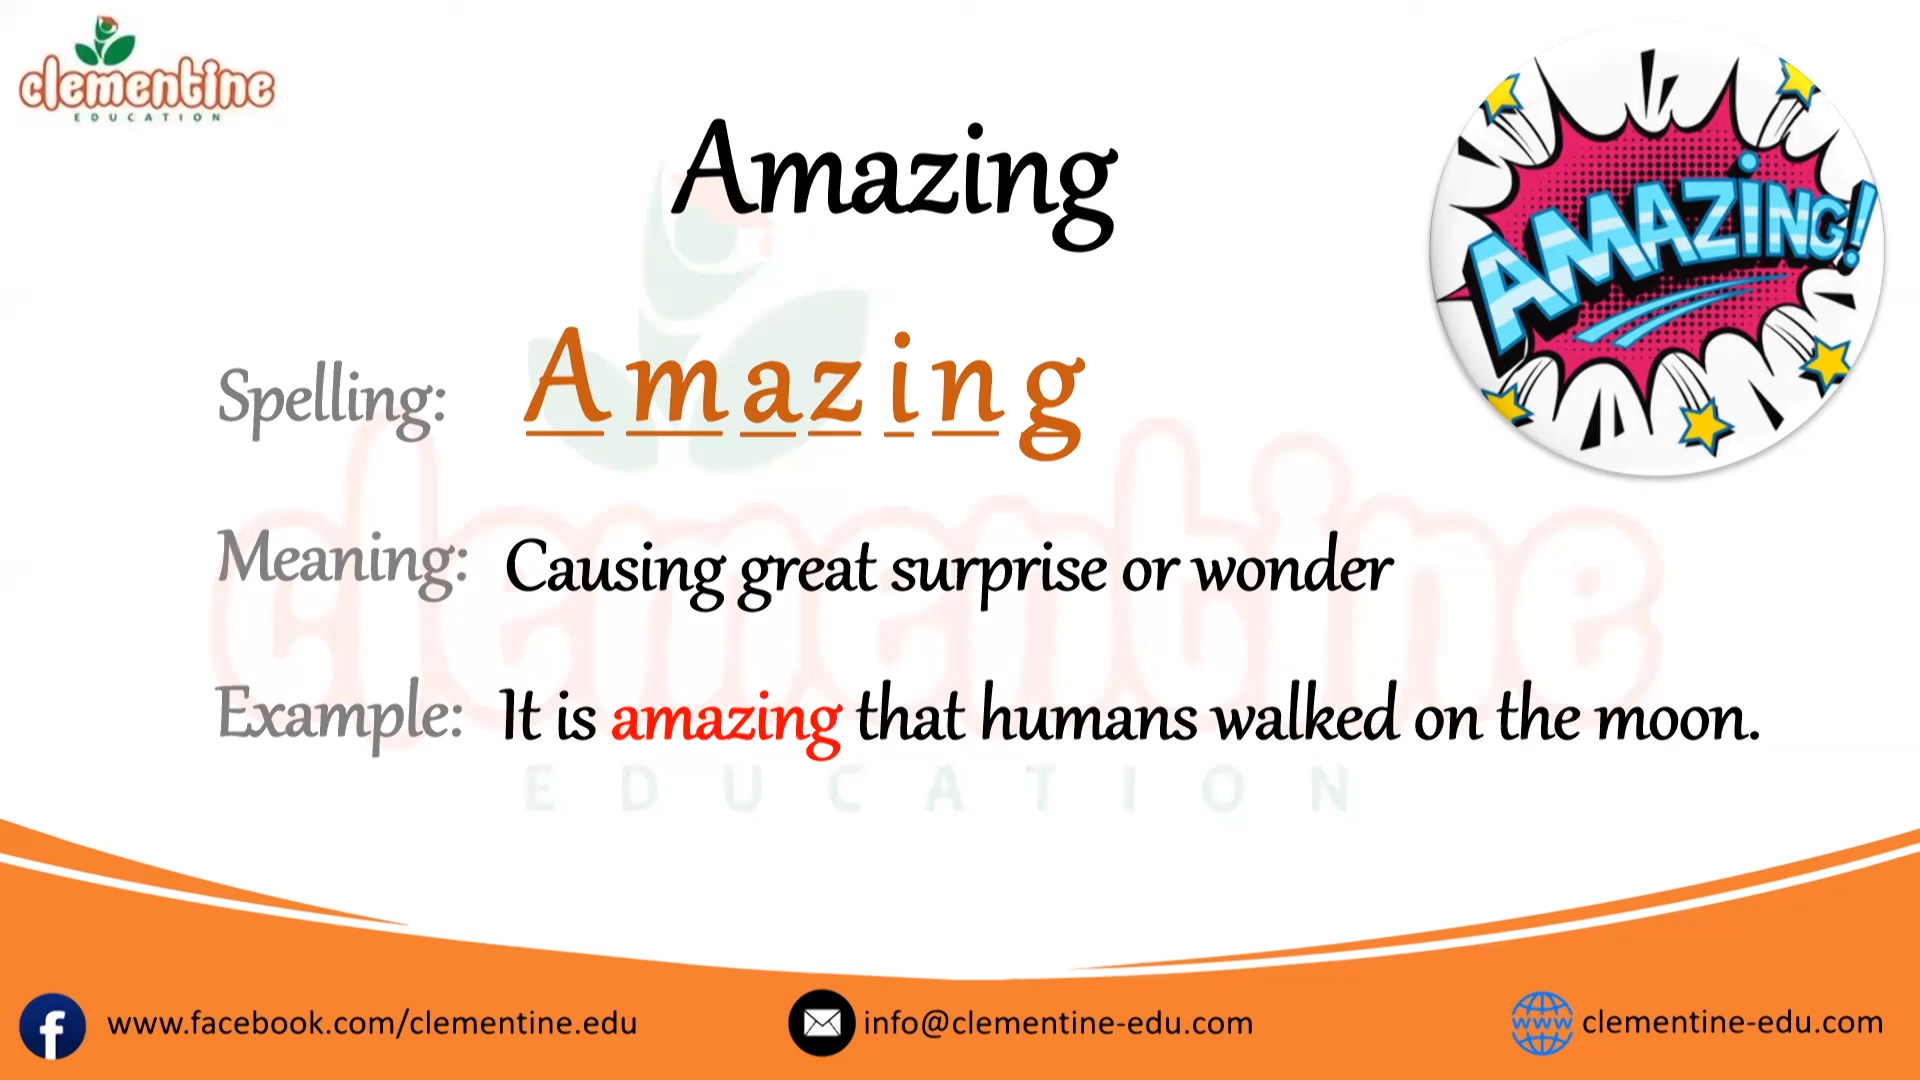 clementine
EDUCATION
Amazing
AMAZiNG!
Spelling: A m a z i n g
Meaning: Causing great surprise or wonder
Example: It is amazing that humans walked on the moon.
clementine
EDUCATION
f www.facebook.com/clementine.edu info@clementine-edu.com www clementine-edu.com